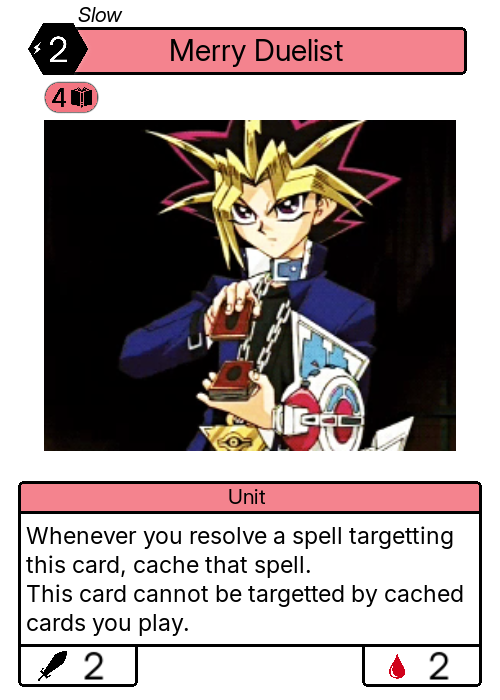 Slow
2
Merry Duelist
4
Unit
Whenever you resolve a spell targetting
this card, cache that spell.
This card cannot be targetted by cached
cards you play.
2
2